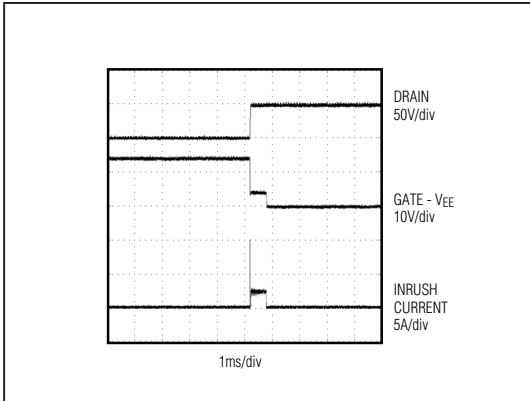 DRAIN
50V/div
GATE - VEE
10V/div
INRUSH
CURRENT
5A/div
1ms/div